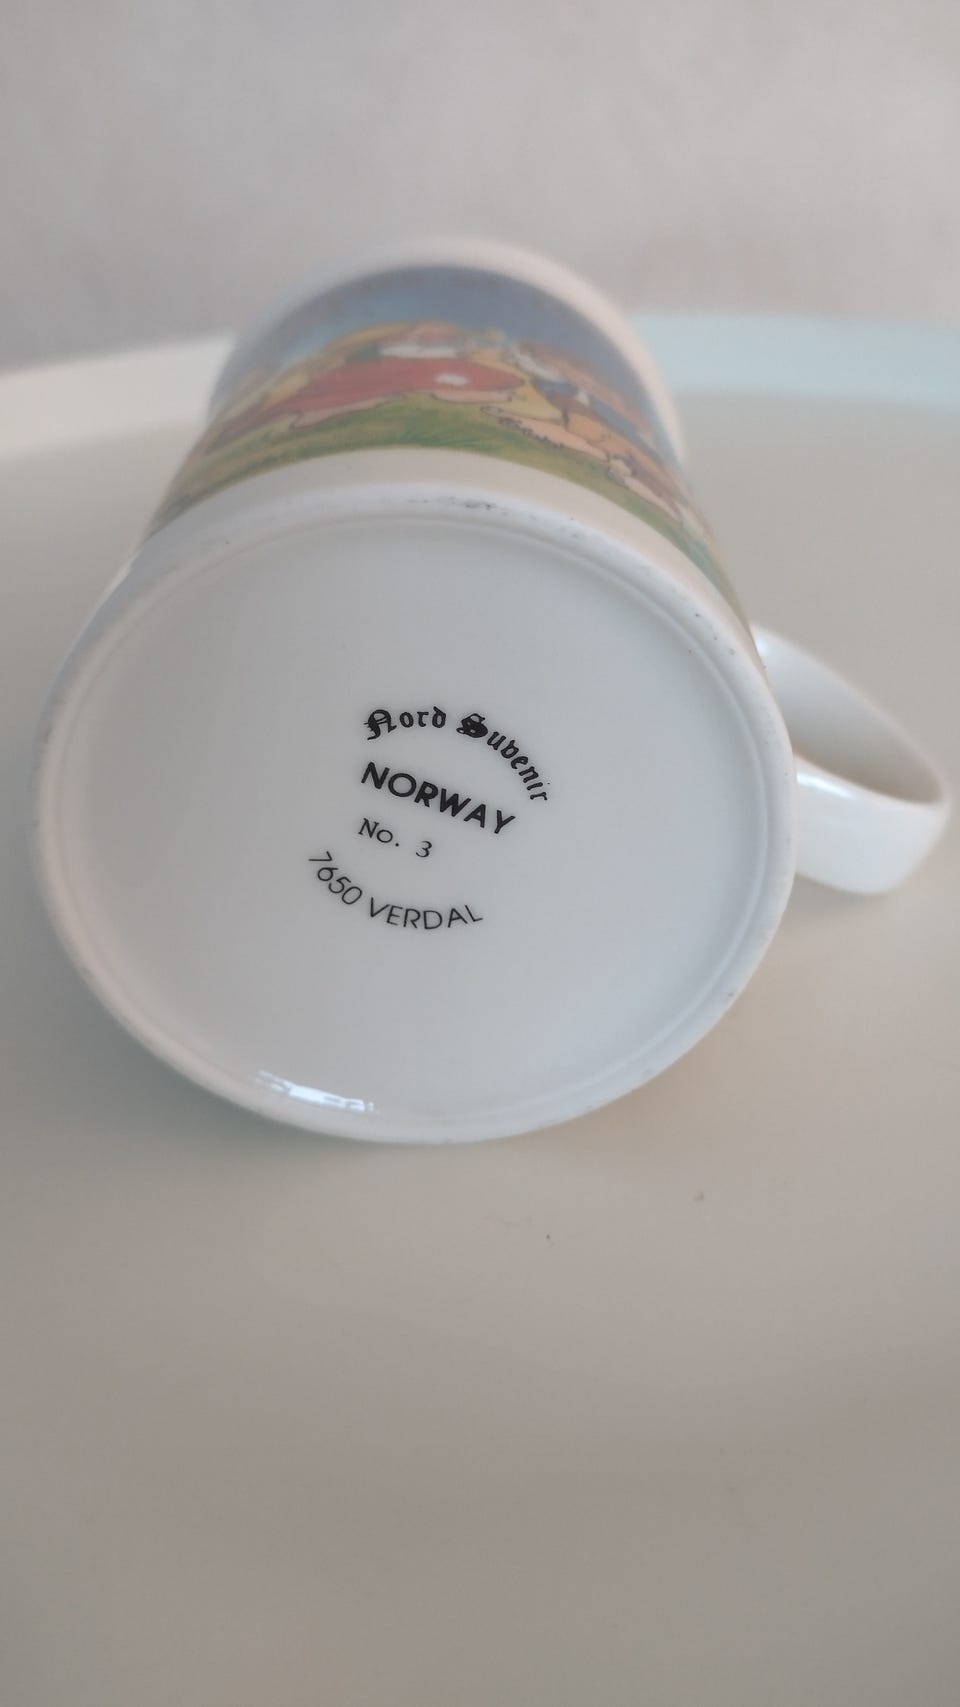 Nord Suvenir
NORWAY
No. 3
7650 VERDAL